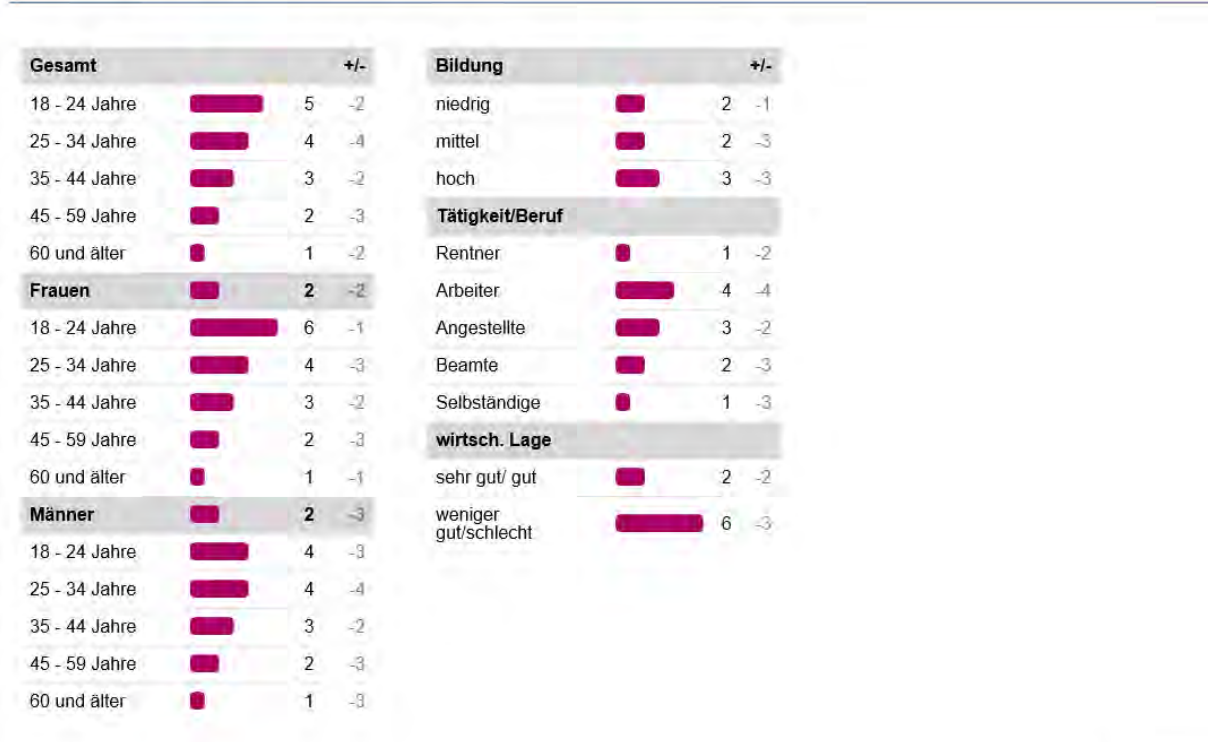 Gesamt +/-
18 - 24 Jahre 5 -2
25 - 34 Jahre 4 -4
35 - 44 Jahre 3 -2
45 - 59 Jahre 2 -3
60 und älter 1 -2
Frauen 2 -2
18 - 24 Jahre 6 -1
25 - 34 Jahre 4 -3
35 - 44 Jahre 3 -2
45 - 59 Jahre 2 -3
60 und älter 1 -1
Männer 2 -3
18 - 24 Jahre 4 -3
25 - 34 Jahre 4 -4
35 - 44 Jahre 3 -2
45 - 59 Jahre 2 -3
60 und älter 1 -3
Bildung +/-
niedrig 2 -1
mittel 2 -3
hoch 3 -3
Tätigkeit/Beruf
Rentner 1 -2
Arbeiter 4 -4
Angestellte 3 -2
Beamte 2 -3
Selbständige 1 -3
wirtsch. Lage
sehr gut/ gut 2 -2
weniger
gut/schlecht 6 -3